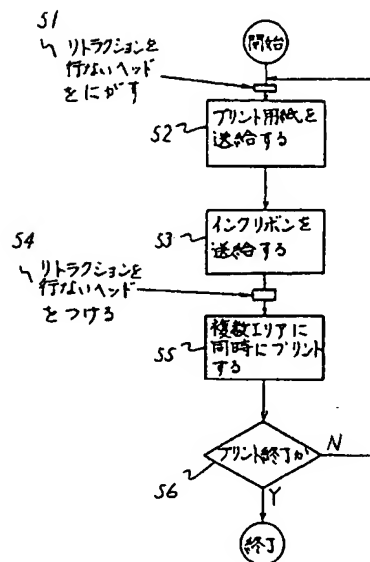 S1
リトラクションを
行ないヘッド
をにがす
開始
S2
プリント用紙を
送給する
S3
インクリボンを
送給する
S4
リトラクションを
行ないヘッド
をつける
S5
複数エリアに
同時にプリント
する
S6
プリント終了か
N
Y
終了